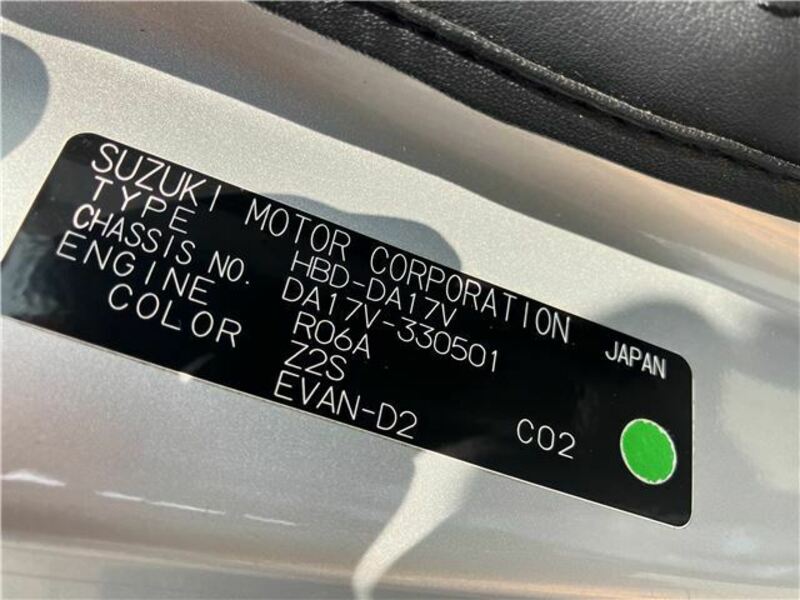 SUZUKI MOTOR CORPORATION JAPAN
TYPE HBD-DA17V
CHASSIS NO. DA17V-330501
ENGINE R06A
COLOR Z2S
EVAN-D2 C02